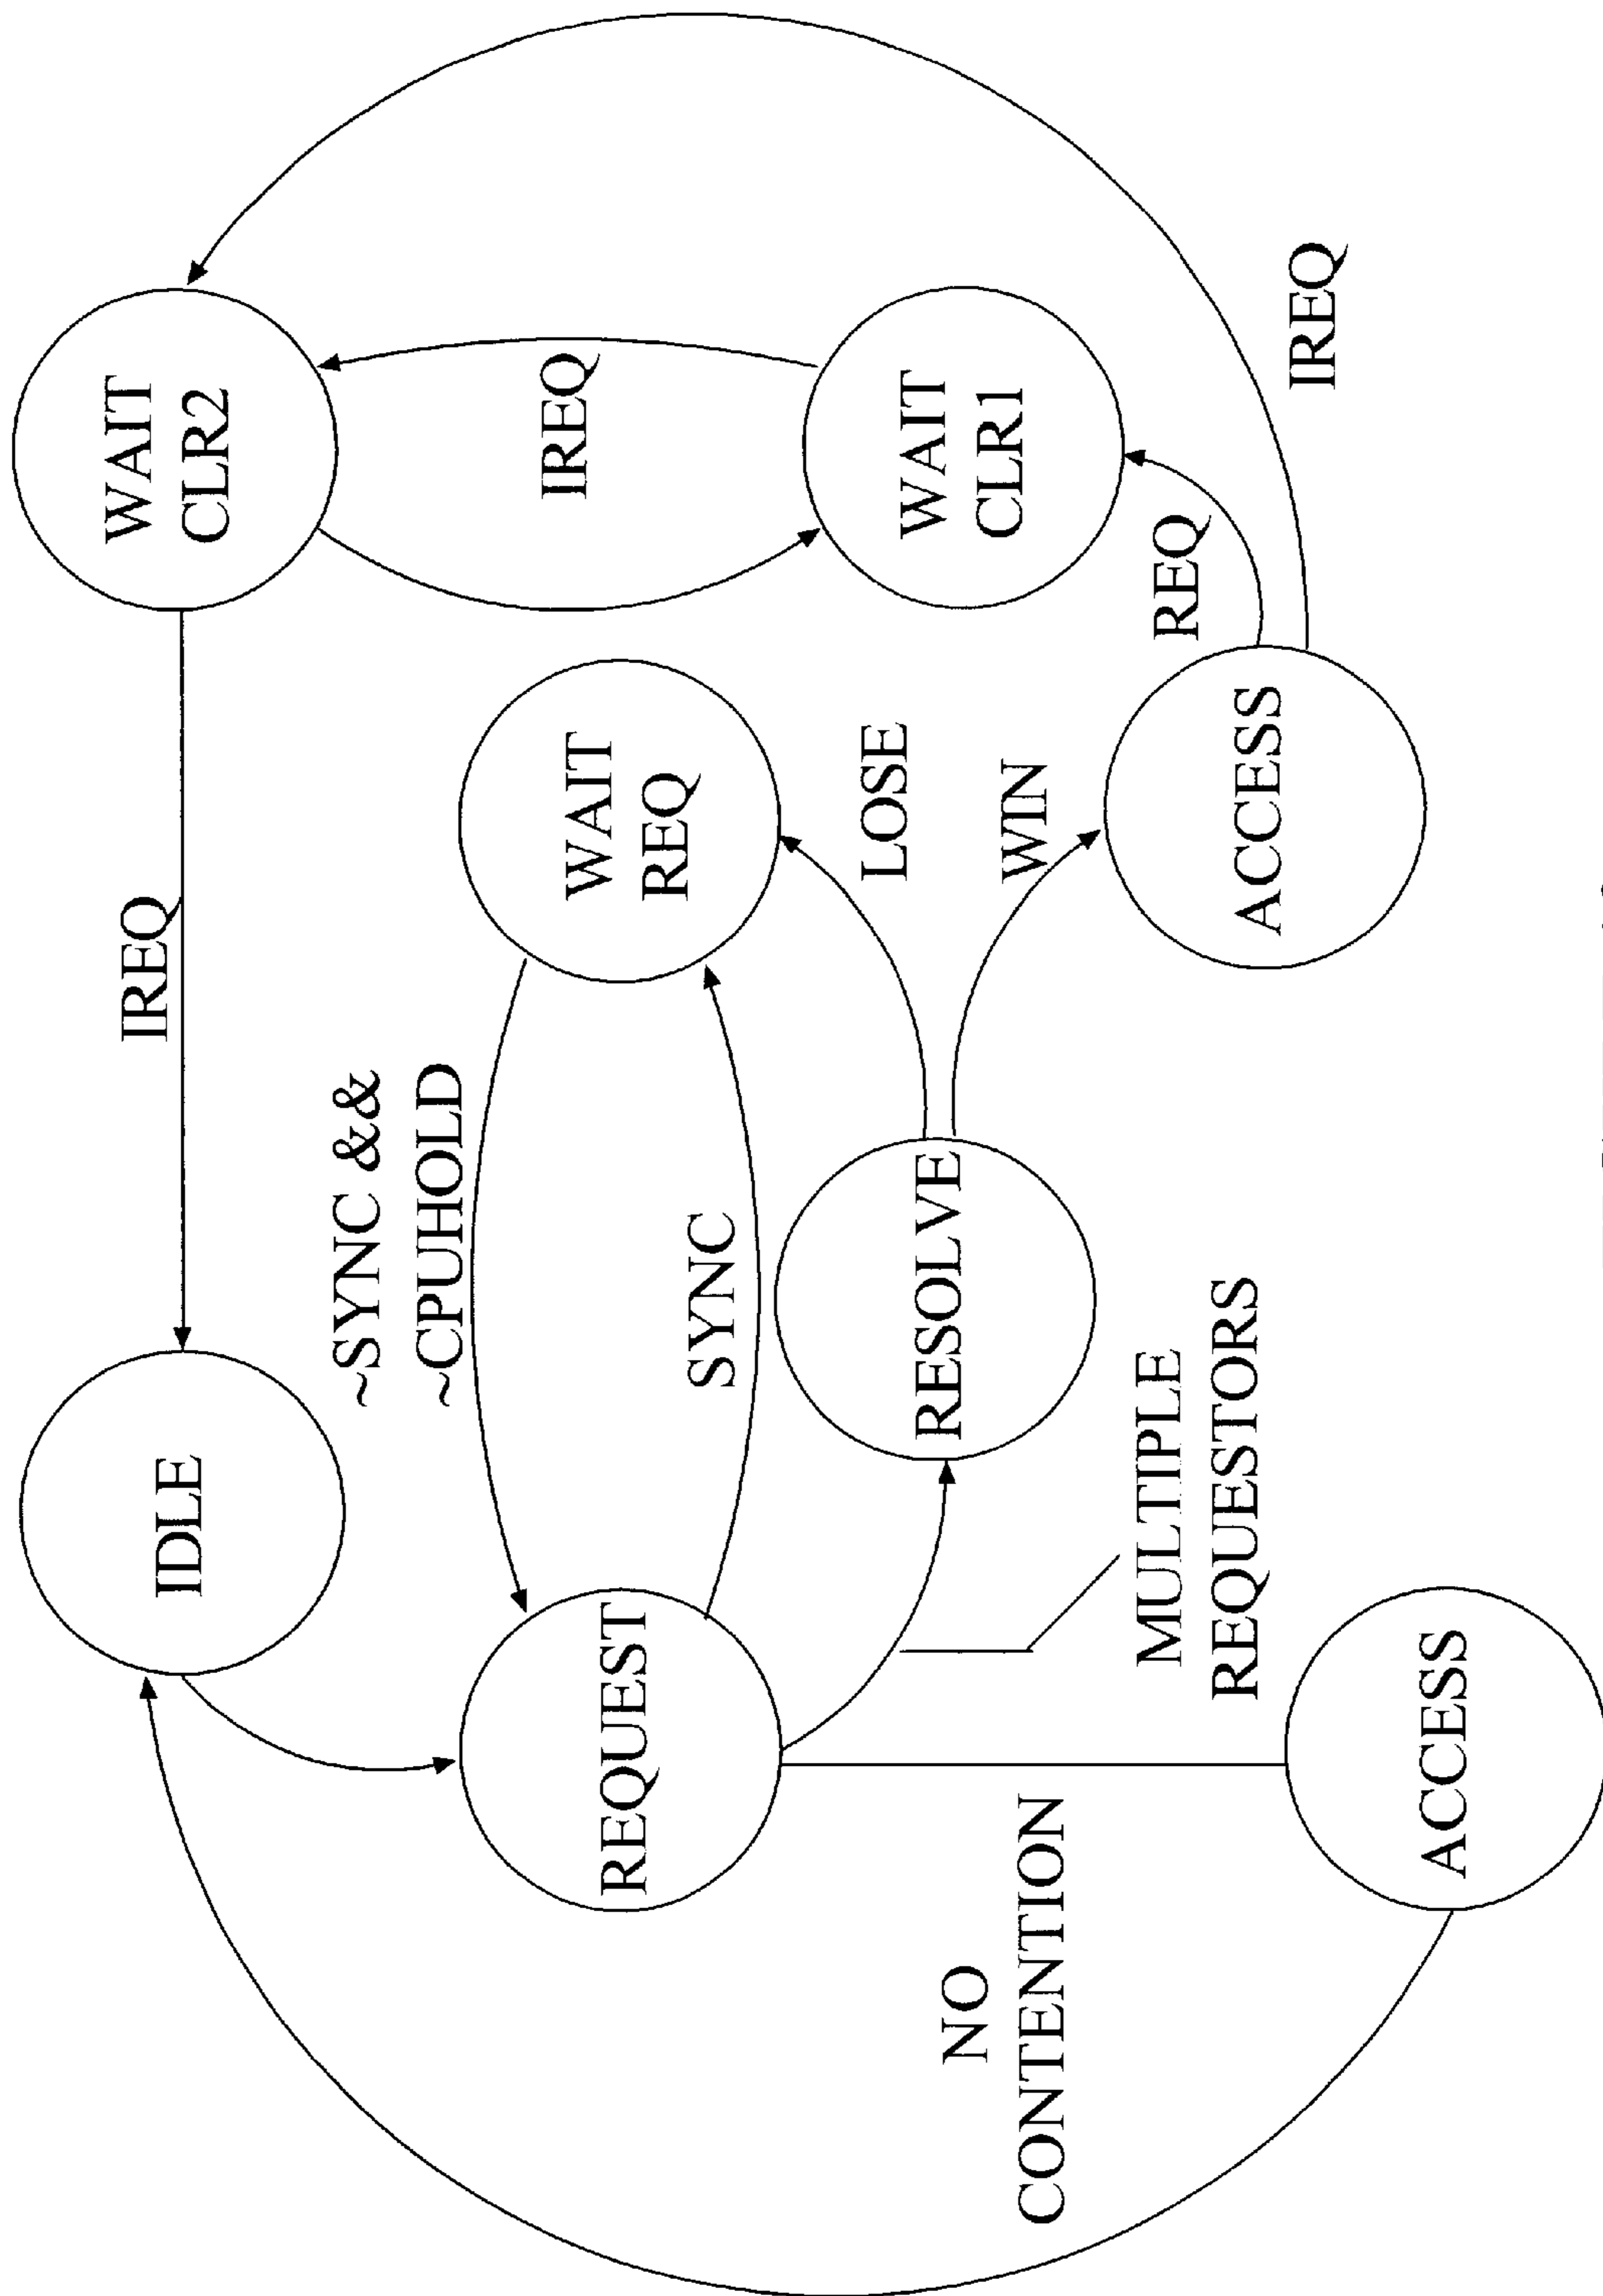 IDLE
IREQ
WAIT
CLR2
~SYNC &&
~CPUHOLD
IREQ
REQUEST
WAIT
REQ
SYNC
LOSE
RESOLVE
WAIT
CLR1
NO
CONTENTION
WIN
MULTIPLE
REQUESTORS
REQ
ACCESS
IREQ
ACCESS